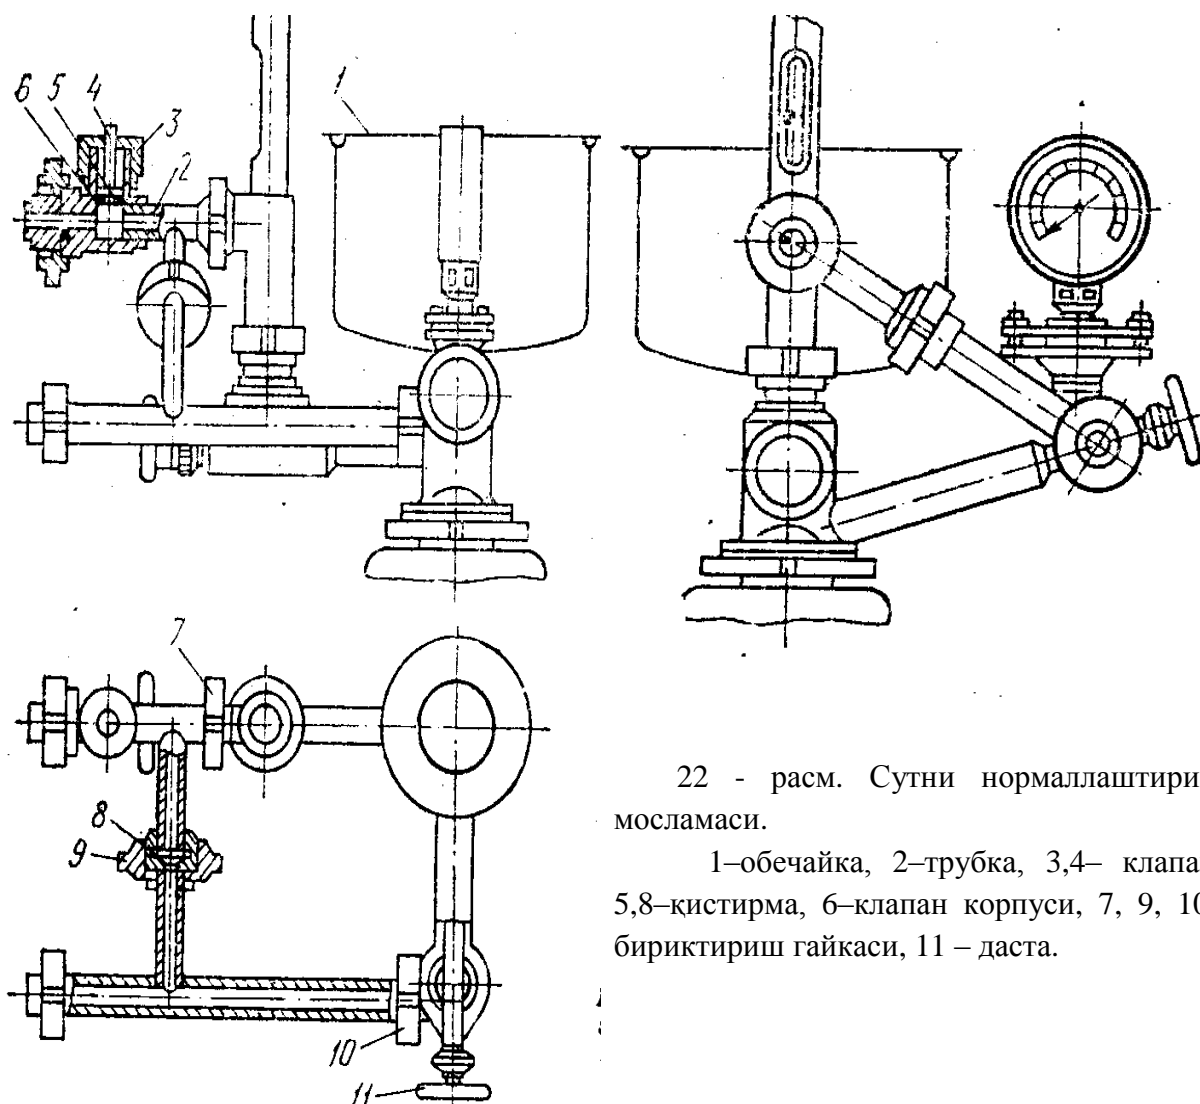 6 5 4
3
2
1
7
8
9
10
11
22 - расм. Сутни нормаллаштири
мосламаси.
1–обечайка, 2–трубка, 3,4– клапа
5,8–қистирма, 6–клапан корпуси, 7, 9, 10
бириктириш гайкаси, 11 – даста.